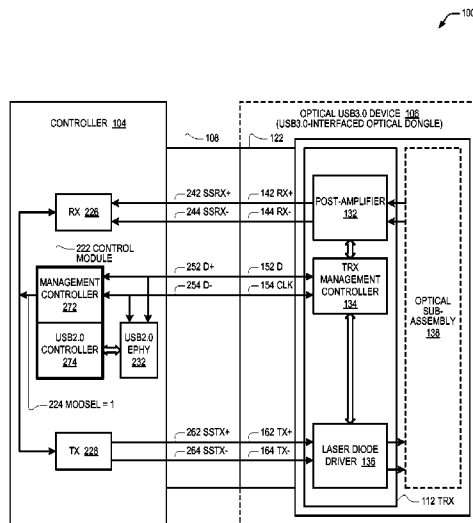 100
CONTROLLER 104
OPTICAL USB3.0 DEVICE 106
(USB3.0-INTERFACED OPTICAL DONGLE)
108
122
242 SSRX+
142 RX+
244 SSRX-
144 RX-
RX 226
POST-AMPLIFIER
132
222 CONTROL
MODULE
252 D+
152 D
254 D-
154 CLK
MANAGEMENT
CONTROLLER
272
TRX
MANAGEMENT
CONTROLLER
134
USB2.0
CONTROLLER
274
USB2.0
EPHY
232
OPTICAL
SUB-
ASSEMBLY
138
224 MODSEL = 1
262 SSTX+
162 TX+
264 SSTX-
164 TX-
TX 228
LASER DIODE
DRIVER 136
112 TRX